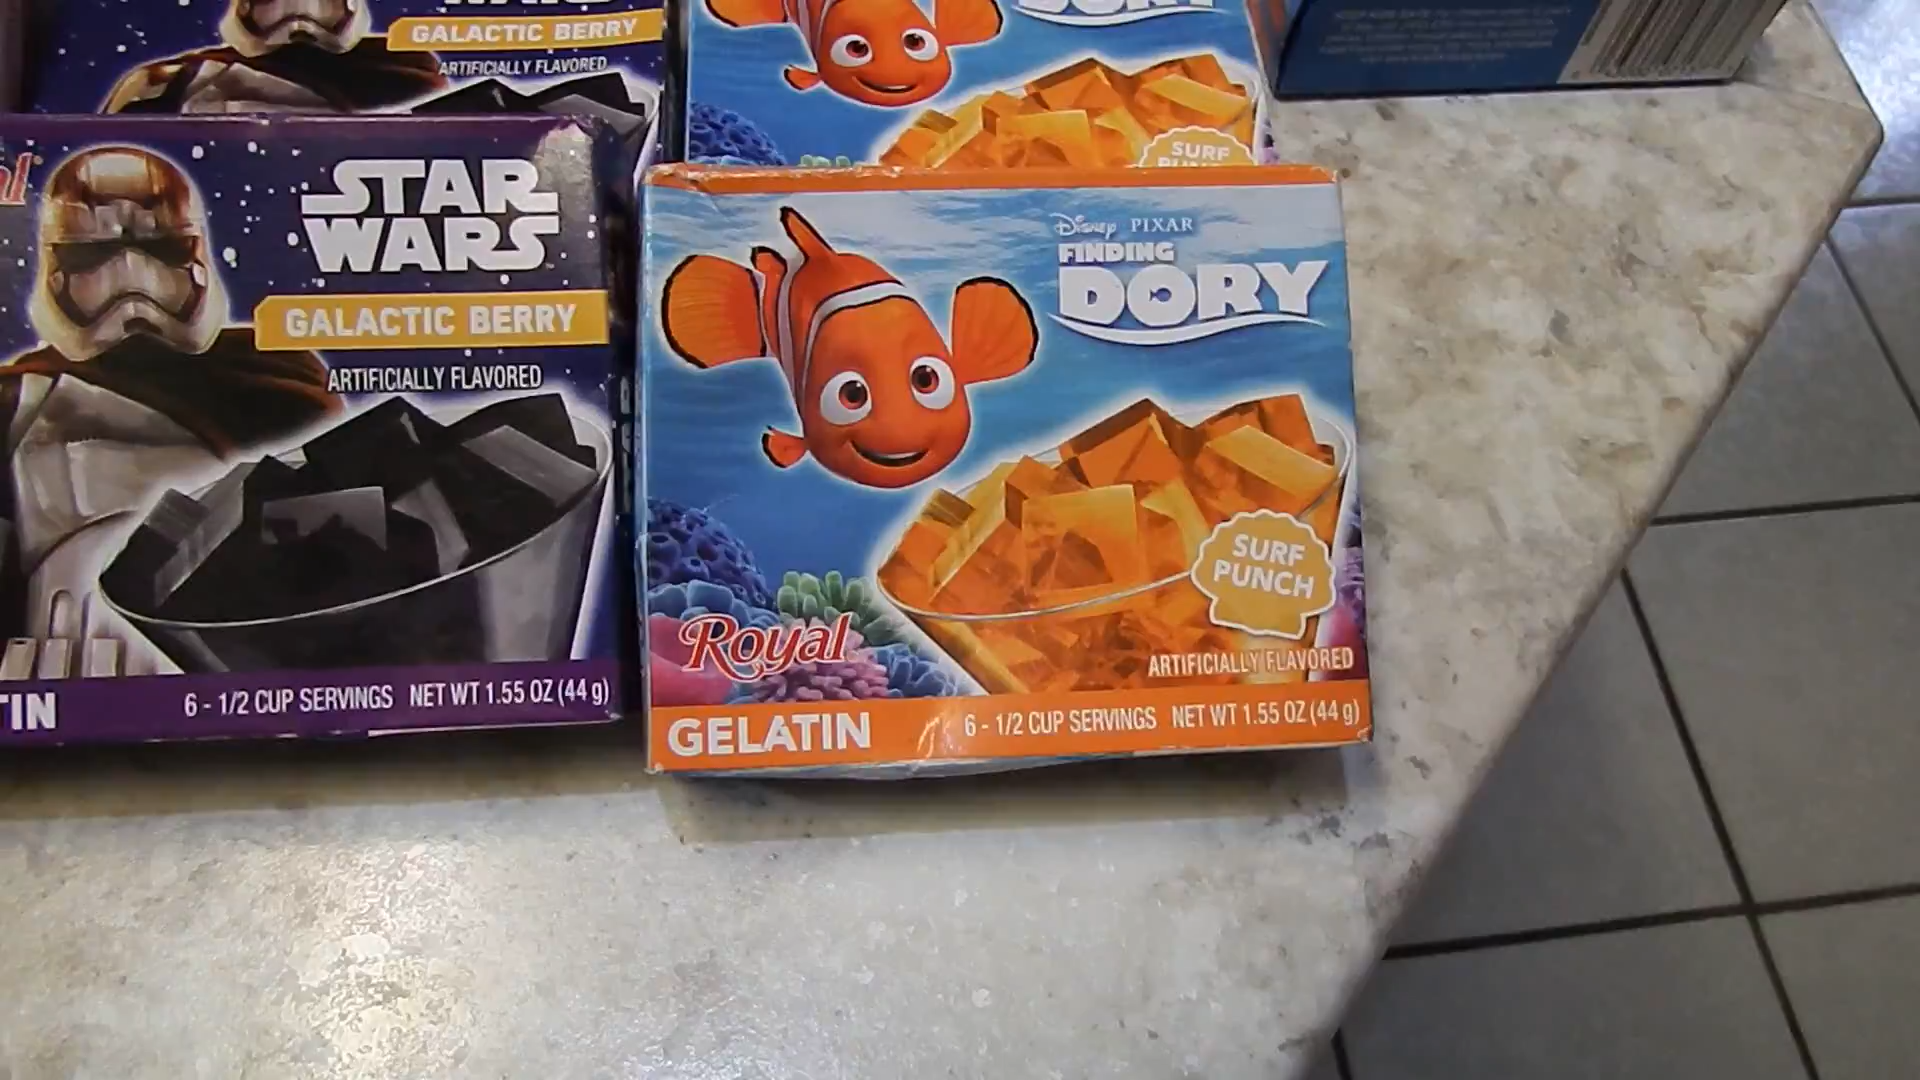 GALACTIC BERRY
ARTIFICIALLY FLAVORED
SURF
STAR
WARS
GALACTIC BERRY
ARTIFICIALLY FLAVORED
6 - 1/2 CUP SERVINGS NET WT 1.55 OZ (44 g)
Disney PIXAR
FINDING
DORY
SURF
PUNCH
Royal
ARTIFICIALLY FLAVORED
GELATIN 6 - 1/2 CUP SERVINGS NET WT 1.55 OZ (44 g)